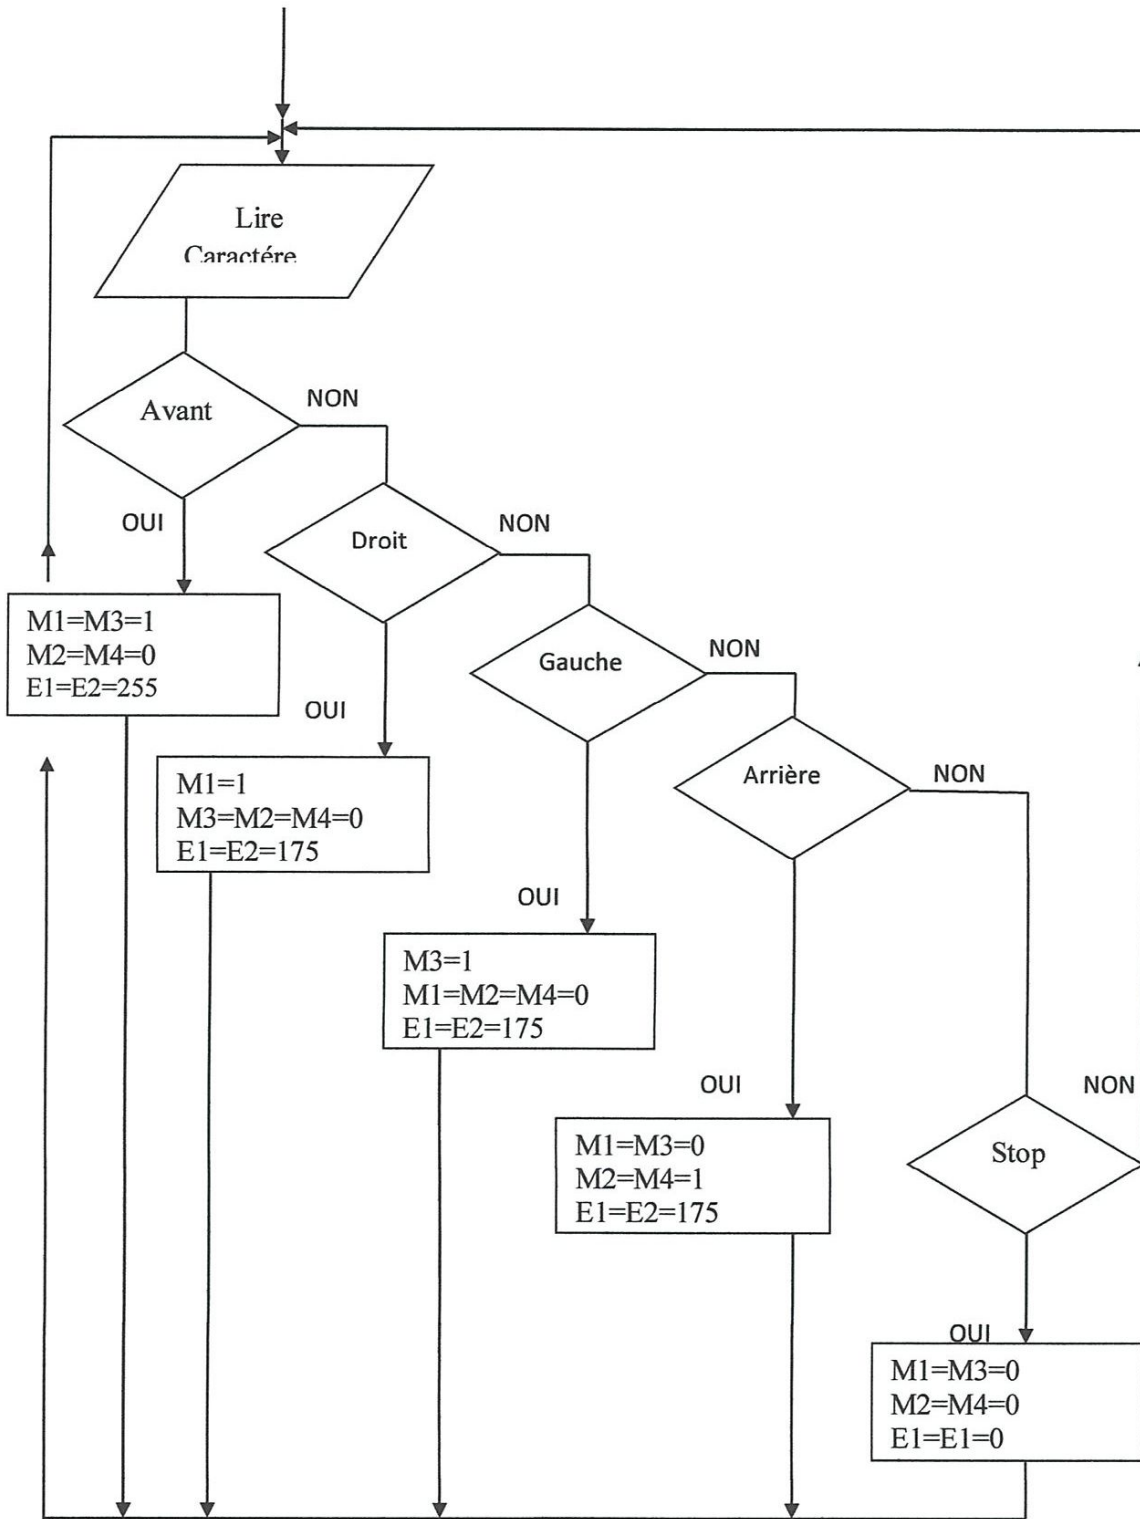 Lire
Caractére
Avant
NON
OUI
Droit
NON
M1=M3=1
M2=M4=0
E1=E2=255
Gauche
NON
OUI
M1=1
M3=M2=M4=0
E1=E2=175
Arrière
NON
OUI
M3=1
M1=M2=M4=0
E1=E2=175
OUI
NON
M1=M3=0
M2=M4=1
E1=E2=175
Stop
OUI
M1=M3=0
M2=M4=0
E1=E1=0